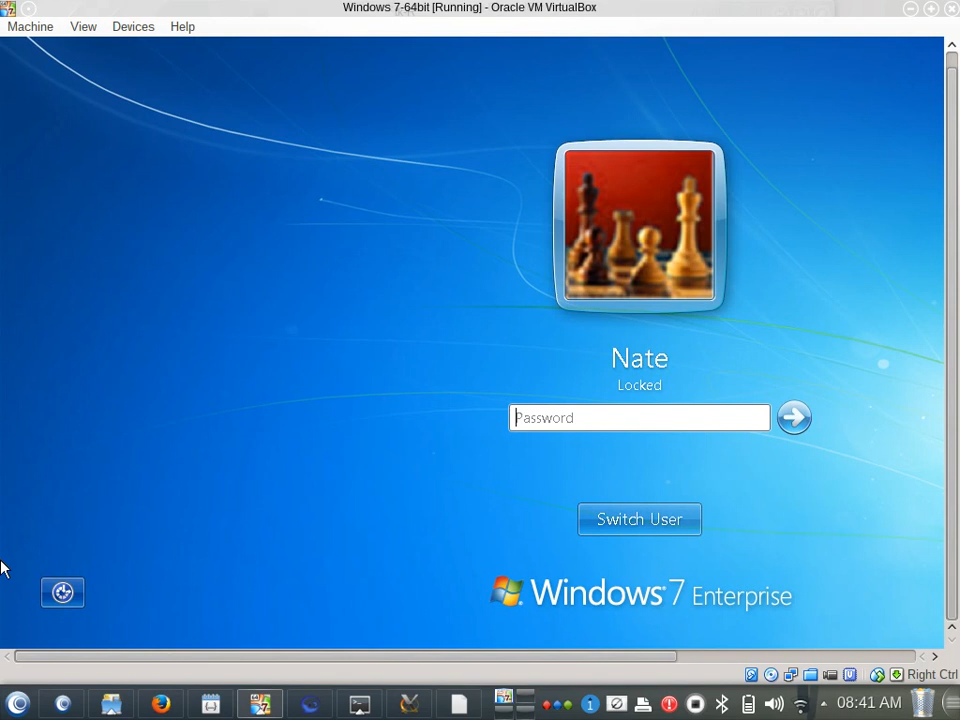 Windows 7-64bit [Running] - Oracle VM VirtualBox
Machine View Devices Help
Nate
Locked
Password
Switch User
Windows 7 Enterprise
Right Ctrl
08:41 AM